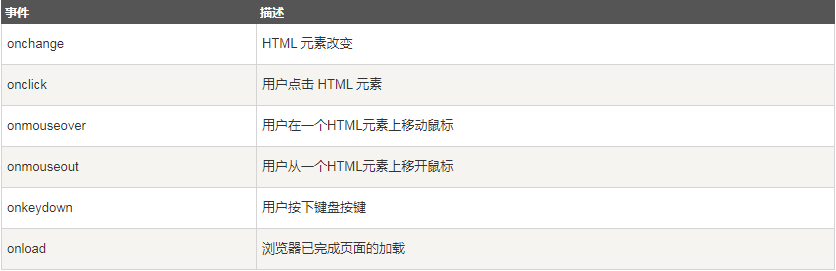 事件 描述
onchange HTML 元素改变
onclick 用户点击 HTML 元素
onmouseover 用户在一个HTML元素上移动鼠标
onmouseout 用户从一个HTML元素上移开鼠标
onkeydown 用户按下键盘按键
onload 浏览器已完成页面的加载